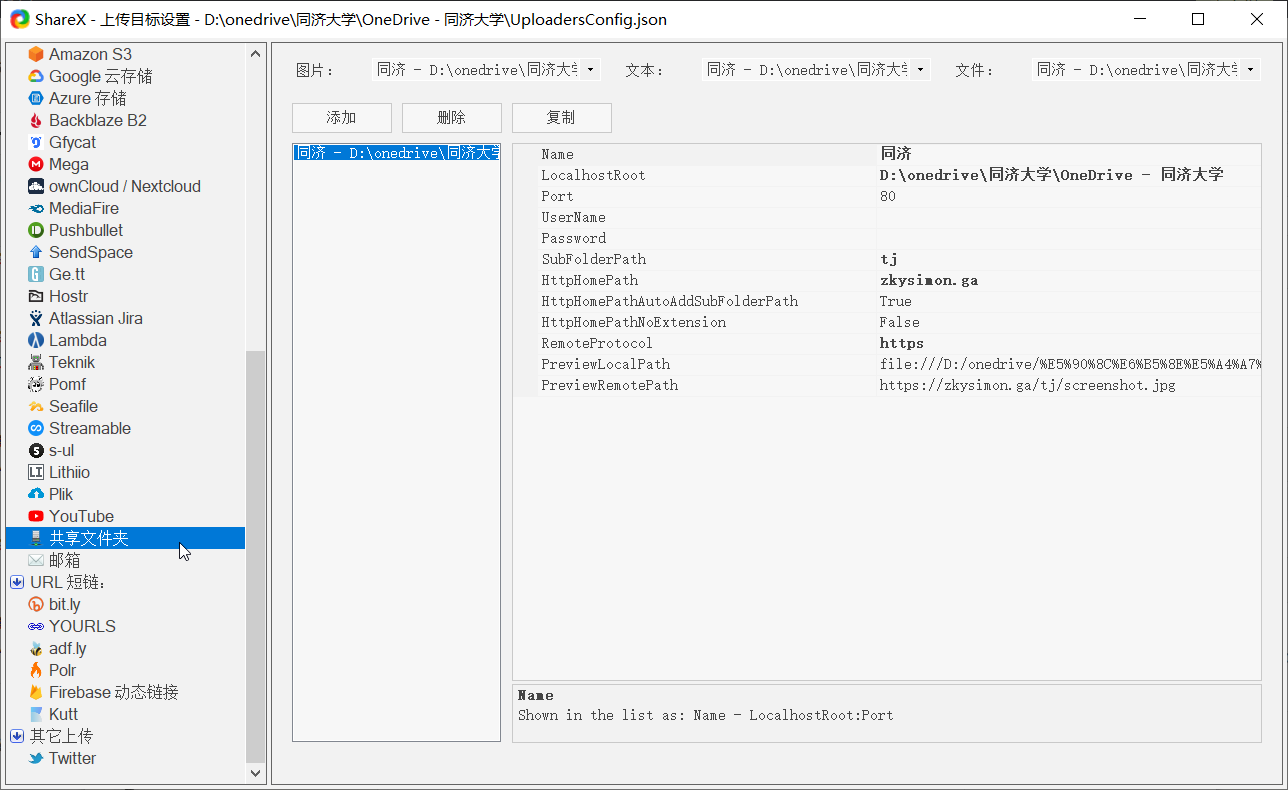 ShareX - 上传目标设置 - D:\onedrive\同济大学\OneDrive - 同济大学\UploadersConfig.json
Amazon S3
Google 云存储
Azure 存储
Backblaze B2
Gfycat
Mega
ownCloud / Nextcloud
MediaFire
Pushbullet
SendSpace
Ge.tt
Hostr
Atlassian Jira
Lambda
Teknik
Pomf
Seafile
Streamable
s-ul
Lithiio
Plik
YouTube
共享文件夹
邮箱
URL 短链：
bit.ly
YOURLS
adf.ly
Polr
Firebase 动态链接
Kutt
其它上传
Twitter
图片： 同济 - D:\onedrive\同济大学 文本： 同济 - D:\onedrive\同济大学 文件： 同济 - D:\onedrive\同济大学
添加 删除 复制
同济 - D:\onedrive\同济大学
Name 同济
LocalhostRoot D:\onedrive\同济大学\OneDrive - 同济大学
Port 80
UserName
Password
SubFolderPath tj
HttpHomePath zkysimon.ga
HttpHomePathAutoAddSubFolderPath True
HttpHomePathNoExtension False
RemoteProtocol https
PreviewLocalPath file:///D:/onedrive/%E5%90%8C%E6%B5%8E%E5%A4%A7%
PreviewRemotePath https://zkysimon.ga/tj/screenshot.jpg
Name
Shown in the list as: Name - LocalhostRoot:Port